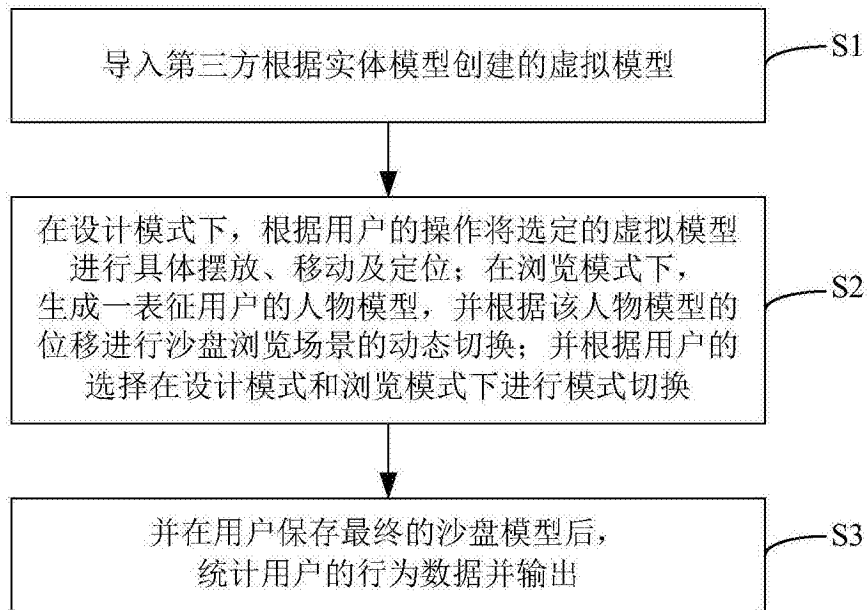 导入第三方根据实体模型创建的虚拟模型
S1
在设计模式下，根据用户的操作将选定的虚拟模型
进行具体摆放、移动及定位；在浏览模式下，
生成一表征用户的人物模型，并根据该人物模型的
位移进行沙盘浏览场景的动态切换；并根据用户的
选择在设计模式和浏览模式下进行模式切换
S2
并在用户保存最终的沙盘模型后，
统计用户的行为数据并输出
S3